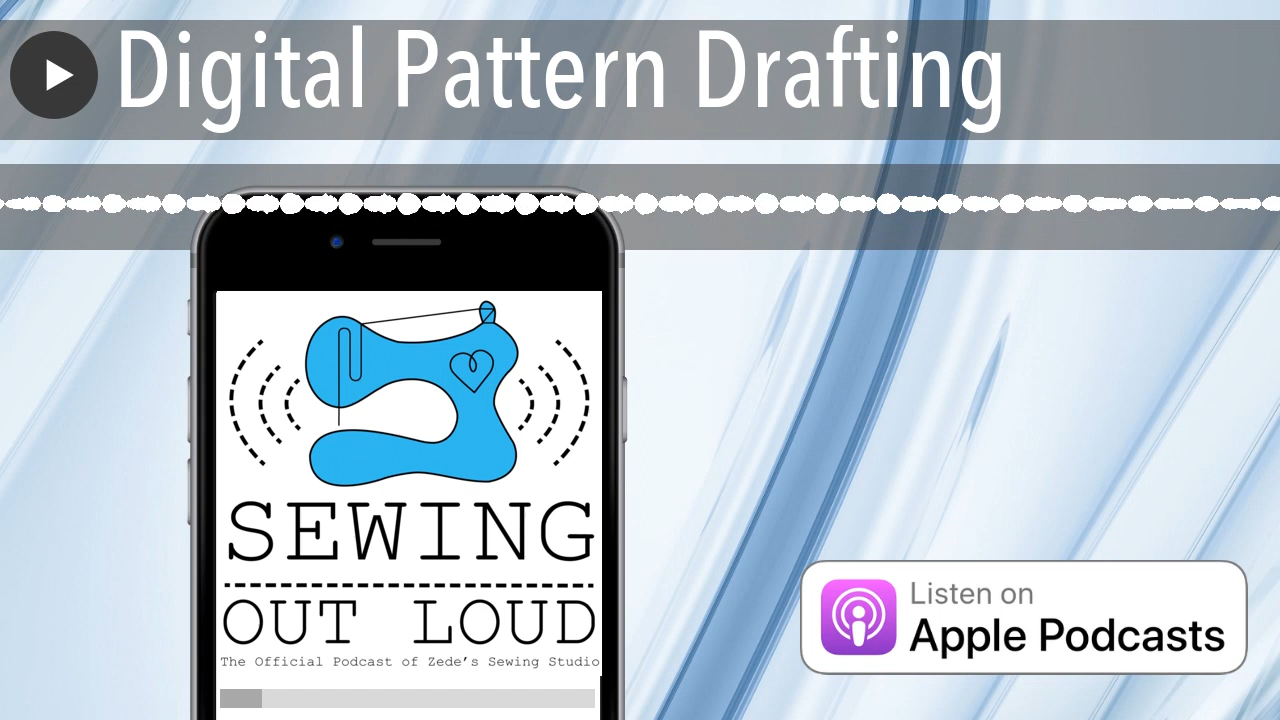 Digital Pattern Drafting
SEWING
OUT LOUD
The Official Podcast of Zede's Sewing Studio
Listen on
Apple Podcasts